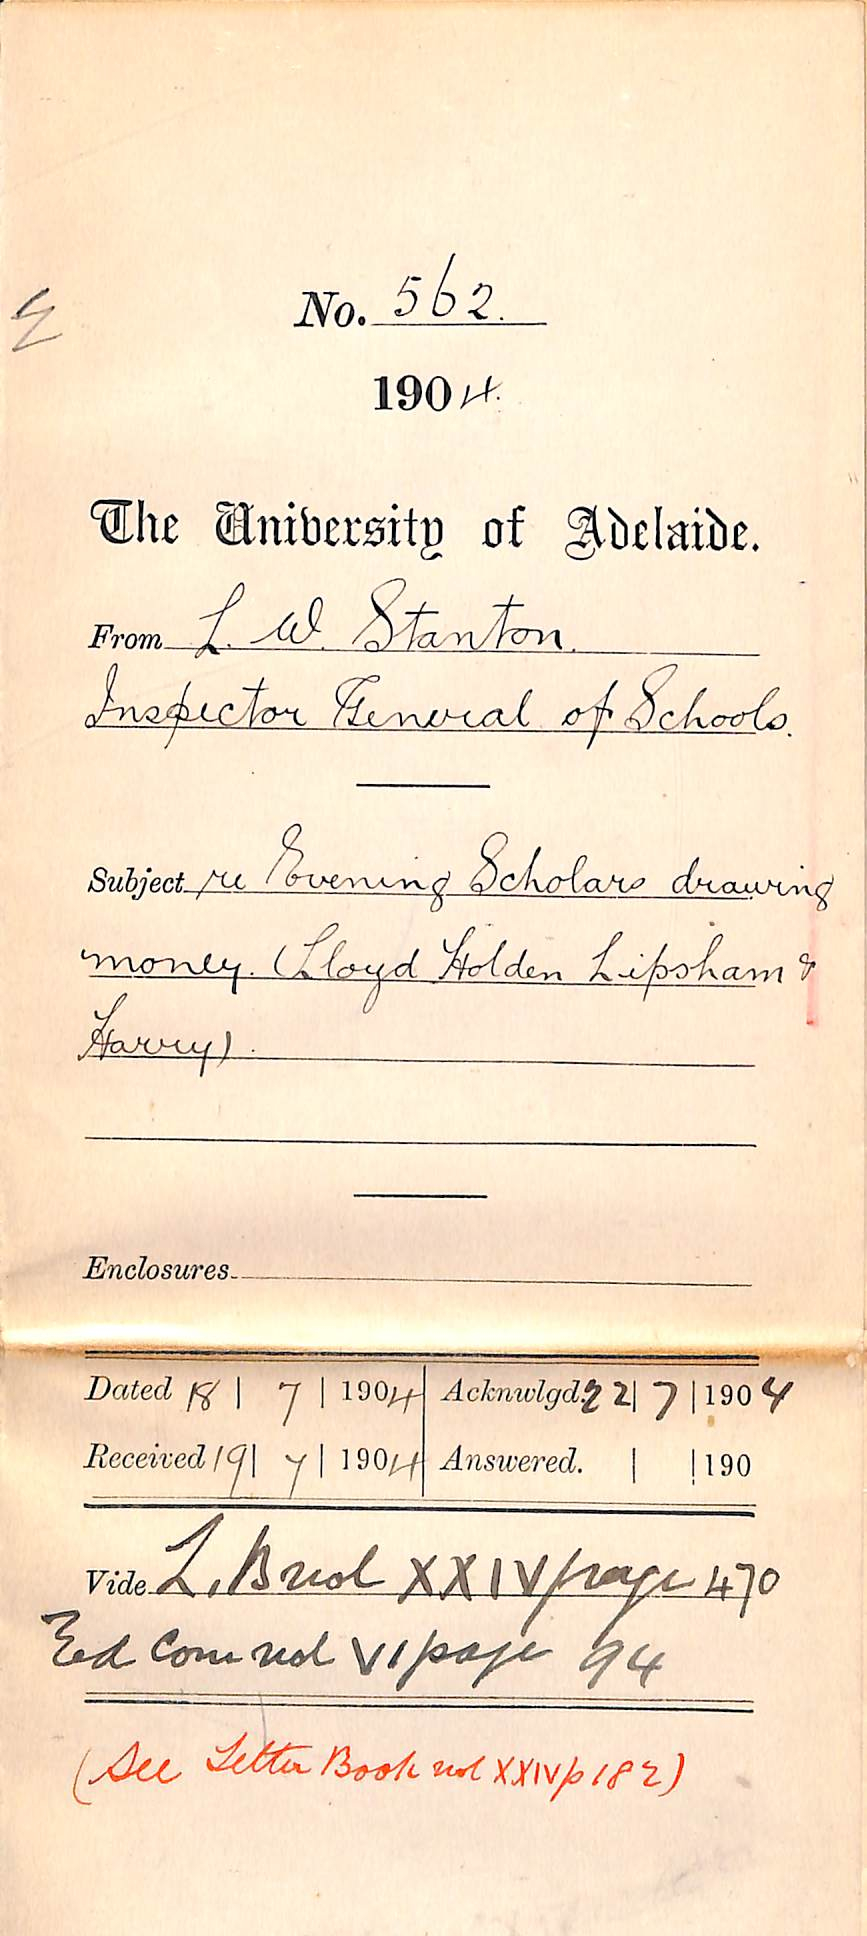 No. 562.
1904.
The University of Adelaide.
From L. W. Stanton.
Inspector General of Schools.
Subject re Evening Scholars drawing
money. (Lloyd Holden Lipsham &
Harry).
Enclosures
Dated 18 | 7 | 1904 Acknwlgd. 22 | 7 | 1904
Received 19 | 7 | 1904 Answered. | | 190
Vide L. B vol XXIV page 470
Ed Com vol VI page 94
(See Letter Book vol XXIV p 182)